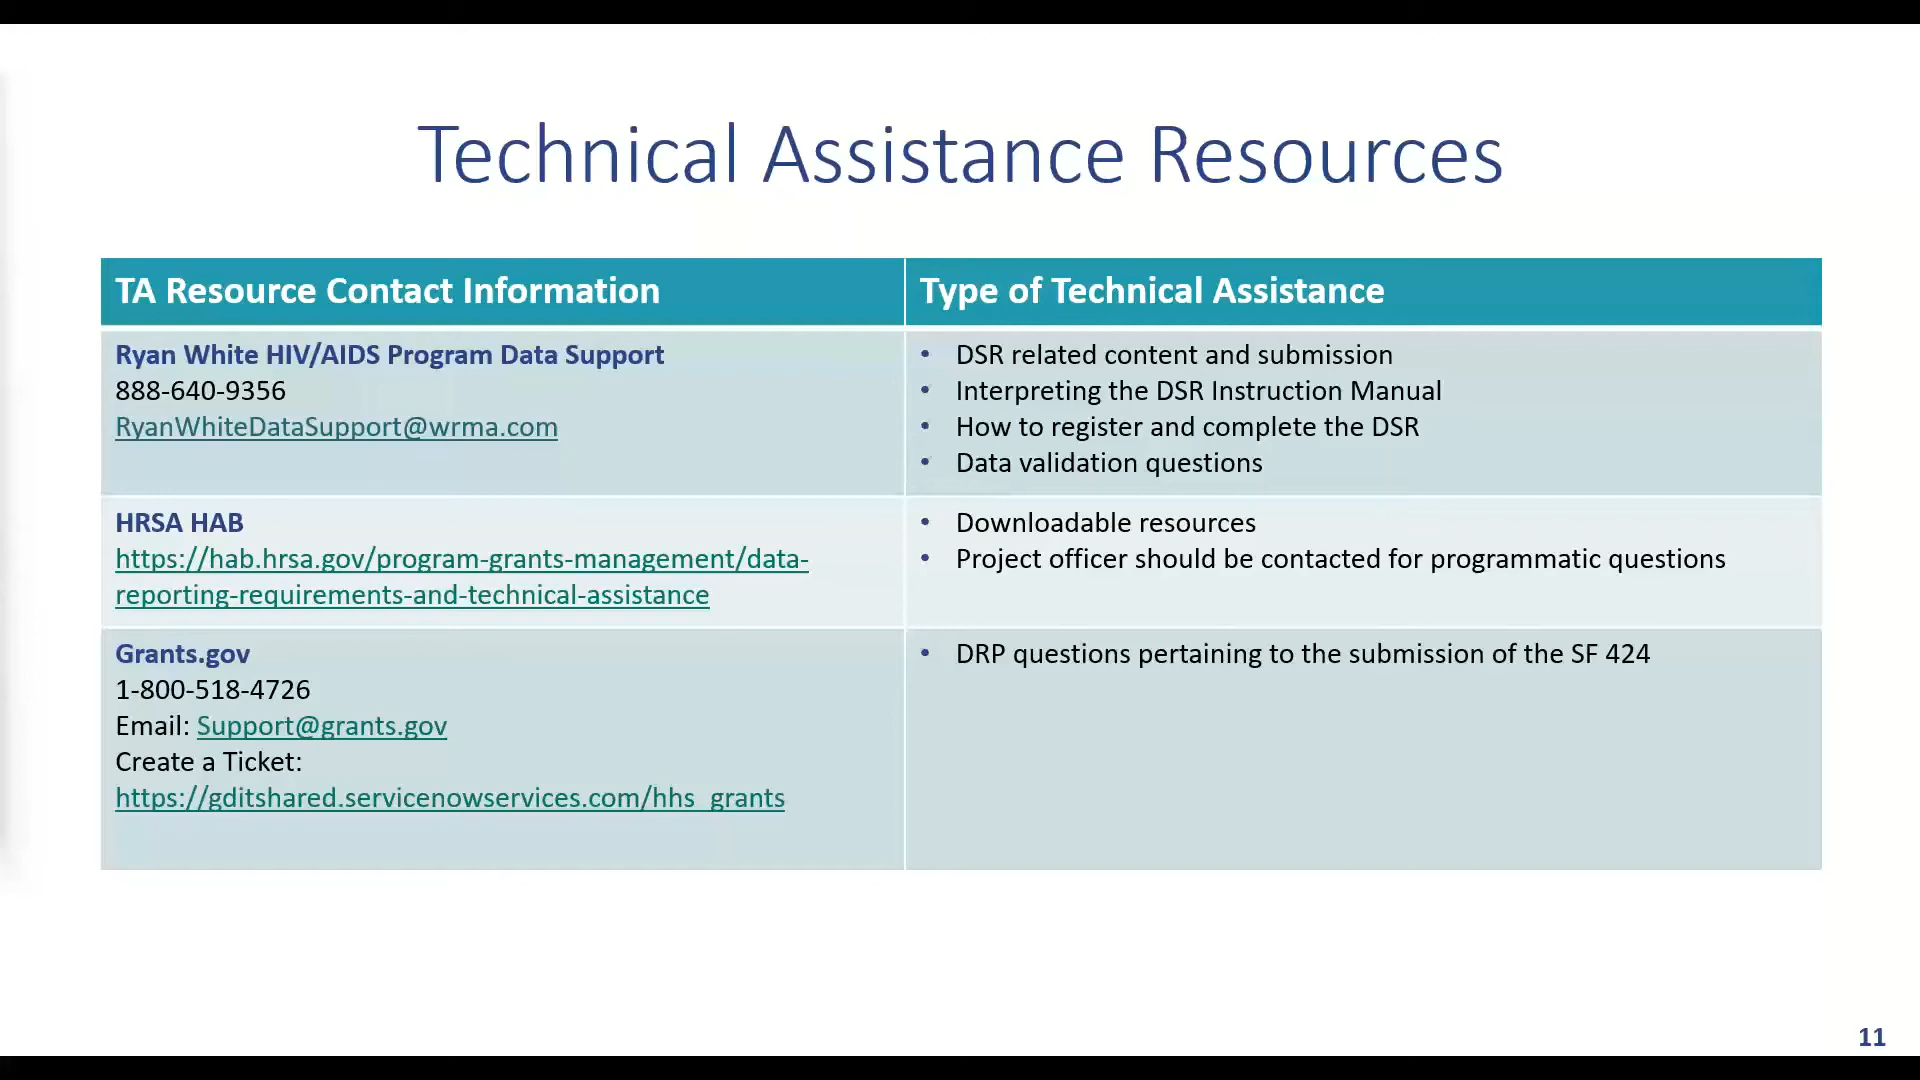 Technical Assistance Resources
TA Resource Contact Information
Type of Technical Assistance
Ryan White HIV/AIDS Program Data Support
888-640-9356
RyanWhiteDataSupport@wrma.com
• DSR related content and submission
• Interpreting the DSR Instruction Manual
• How to register and complete the DSR
• Data validation questions
HRSA HAB
https://hab.hrsa.gov/program-grants-management/data-
reporting-requirements-and-technical-assistance
• Downloadable resources
• Project officer should be contacted for programmatic questions
Grants.gov
1-800-518-4726
Email: Support@grants.gov
Create a Ticket:
https://gditshared.servicenowservices.com/hhs_grants
• DRP questions pertaining to the submission of the SF 424
11